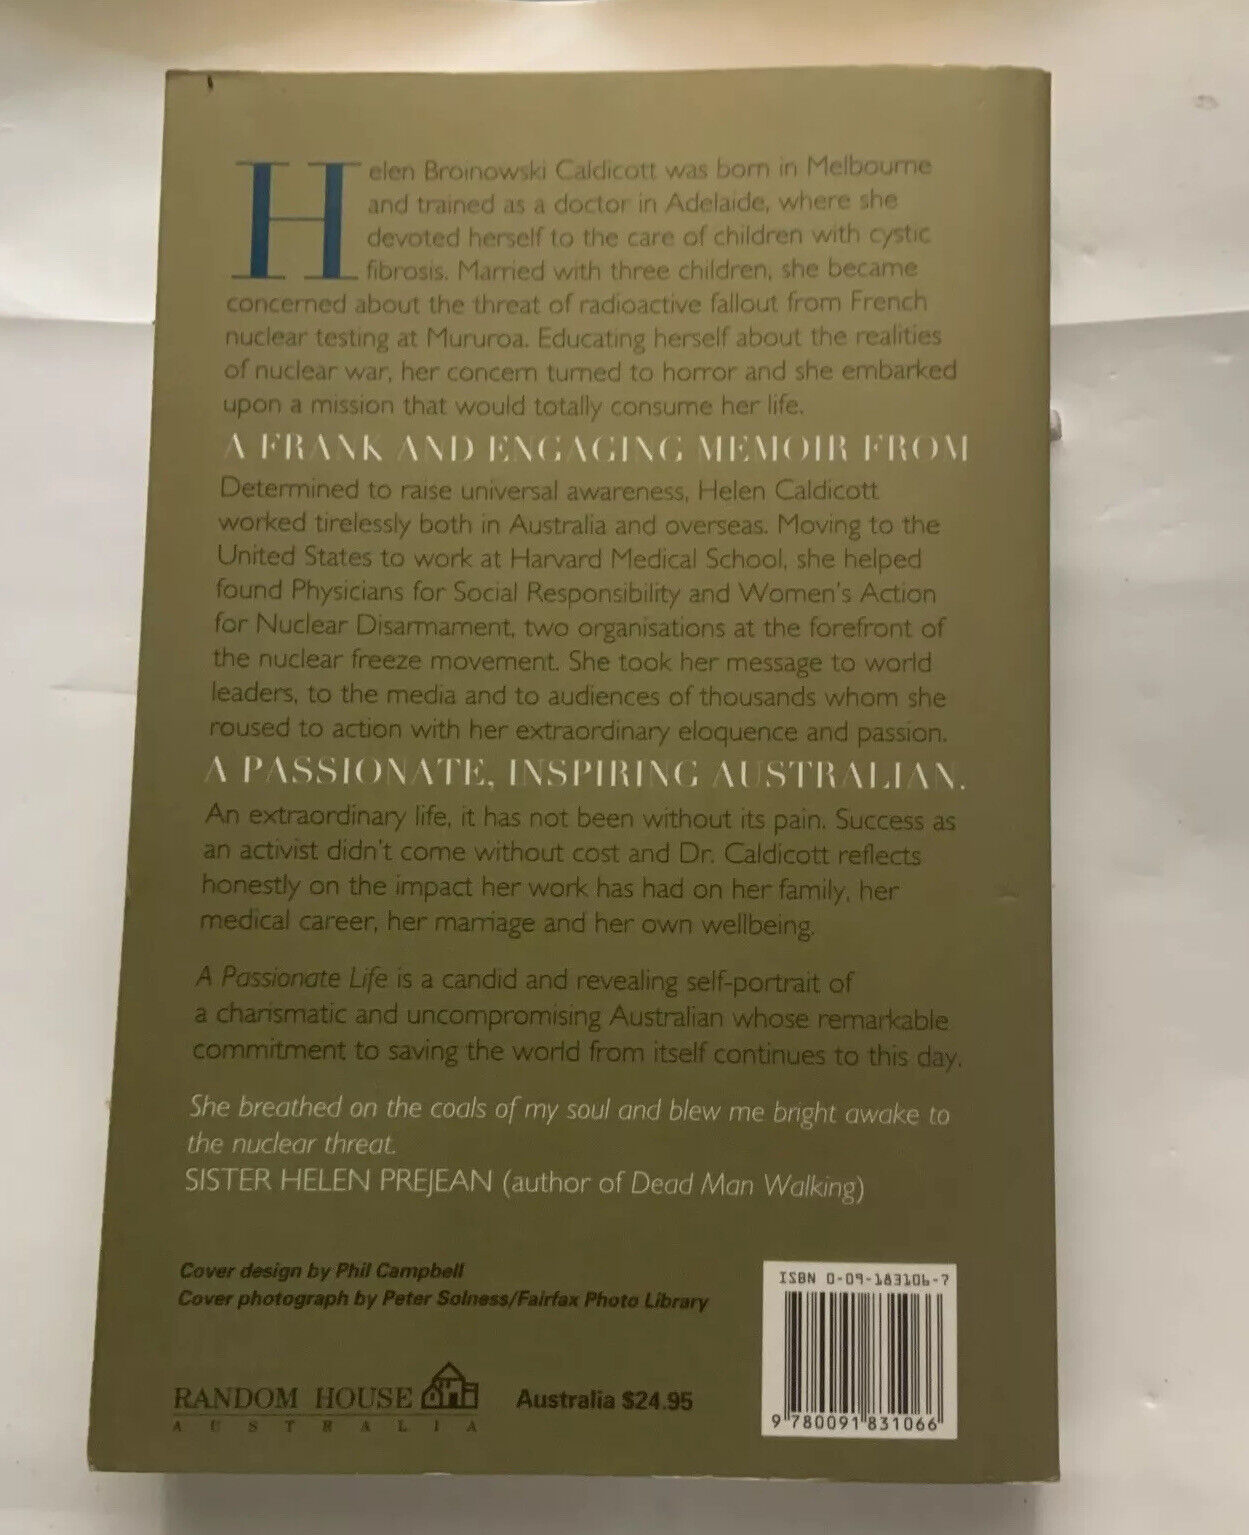 Helen Broinowski Caldicott was born in Melbourne
and trained as a doctor in Adelaide, where she
devoted herself to the care of children with cystic
fibrosis. Married with three children, she became
concerned about the threat of radioactive fallout from French
nuclear testing at Mururoa. Educating herself about the realities
of nuclear war, her concern turned to horror and she embarked
upon a mission that would totally consume her life.
A FRANK AND ENGAGING MEMOIR FROM
Determined to raise universal awareness, Helen Caldicott
worked tirelessly both in Australia and overseas. Moving to the
United States to work at Harvard Medical School, she helped
found Physicians for Social Responsibility and Women's Action
for Nuclear Disarmament, two organisations at the forefront of
the nuclear freeze movement. She took her message to world
leaders, to the media and to audiences of thousands whom she
roused to action with her extraordinary eloquence and passion.
A PASSIONATE, INSPIRING AUSTRALIAN.
An extraordinary life, it has not been without its pain. Success as
an activist didn't come without cost and Dr. Caldicott reflects
honestly on the impact her work has had on her family, her
medical career, her marriage and her own wellbeing.
A Passionate Life is a candid and revealing self-portrait of
a charismatic and uncompromising Australian whose remarkable
commitment to saving the world from itself continues to this day.
She breathed on the coals of my soul and blew me bright awake to
the nuclear threat.
SISTER HELEN PREJEAN (author of Dead Man Walking)
Cover design by Phil Campbell
Cover photograph by Peter Solness/Fairfax Photo Library
RANDOM HOUSE
AUSTRALIA
Australia $24.95
ISBN 0-09-183106-7
9 780091 831066